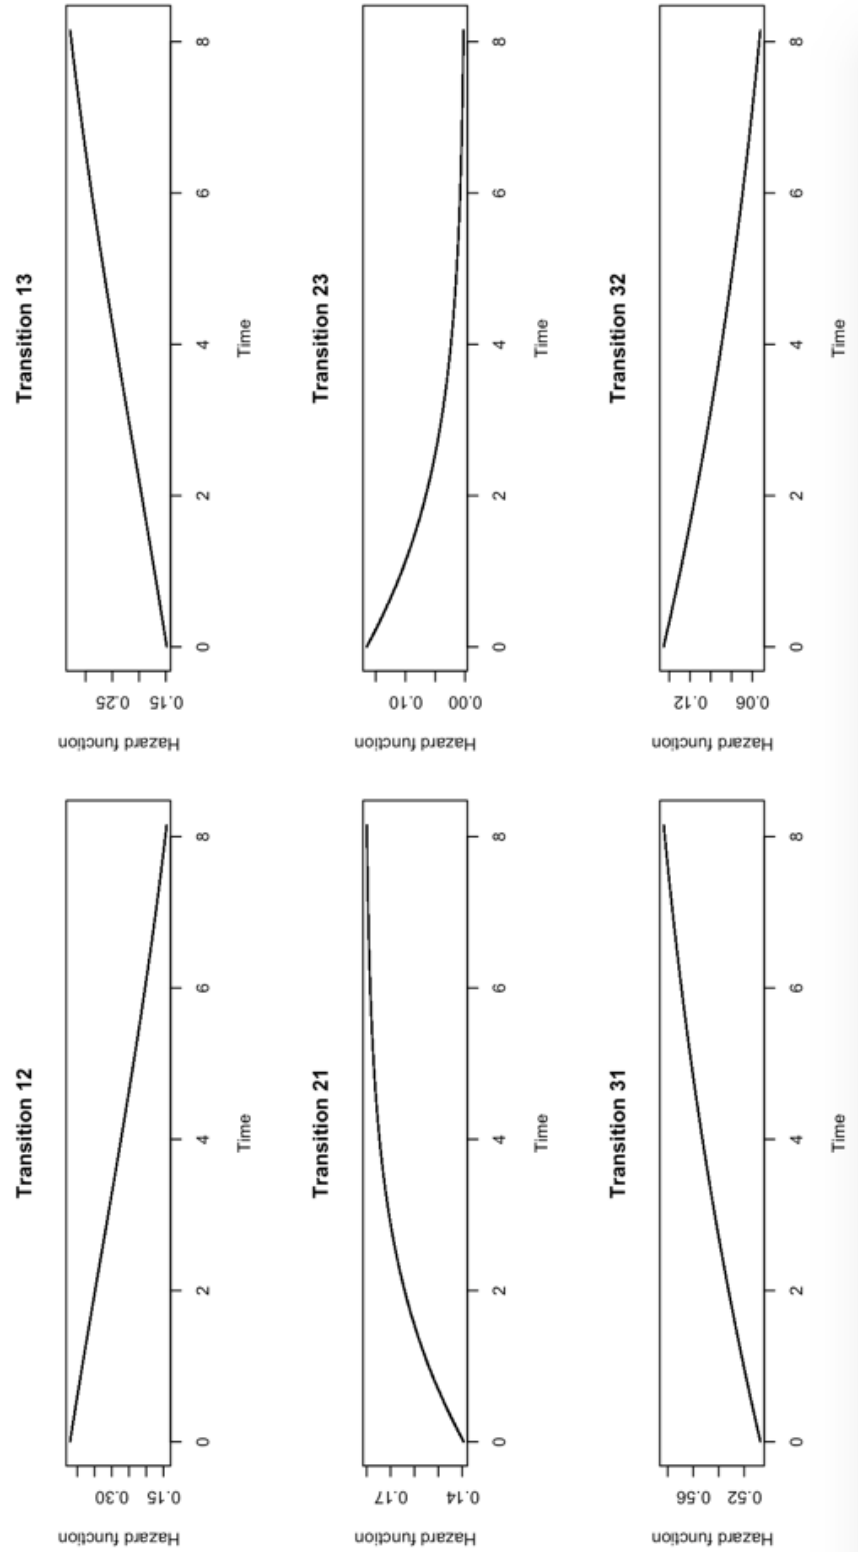 Transition 12
Hazard function
0.15
0.30
0
2
4
6
8
Time
Transition 13
Hazard function
0.15
0.25
0
2
4
6
8
Time
Transition 21
Hazard function
0.14
0.17
0
2
4
6
8
Time
Transition 23
Hazard function
0.00
0.10
0
2
4
6
8
Time
Transition 31
Hazard function
0.52
0.56
0
2
4
6
8
Time
Transition 32
Hazard function
0.06
0.12
0
2
4
6
8
Time